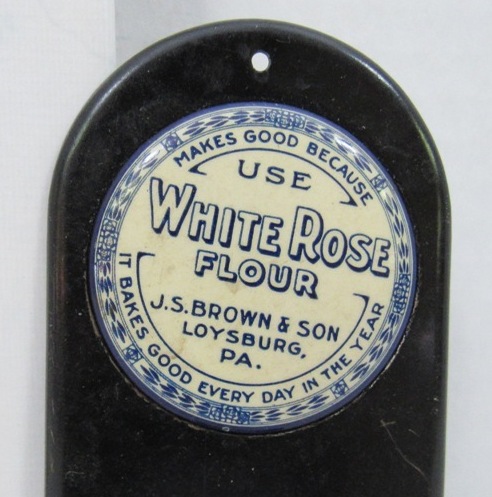 MAKES GOOD BECAUSE
USE
WHITE ROSE
FLOUR
J.S. BROWN & SON
LOYSBURG,
PA.
IT BAKES GOOD EVERY DAY IN THE YEAR